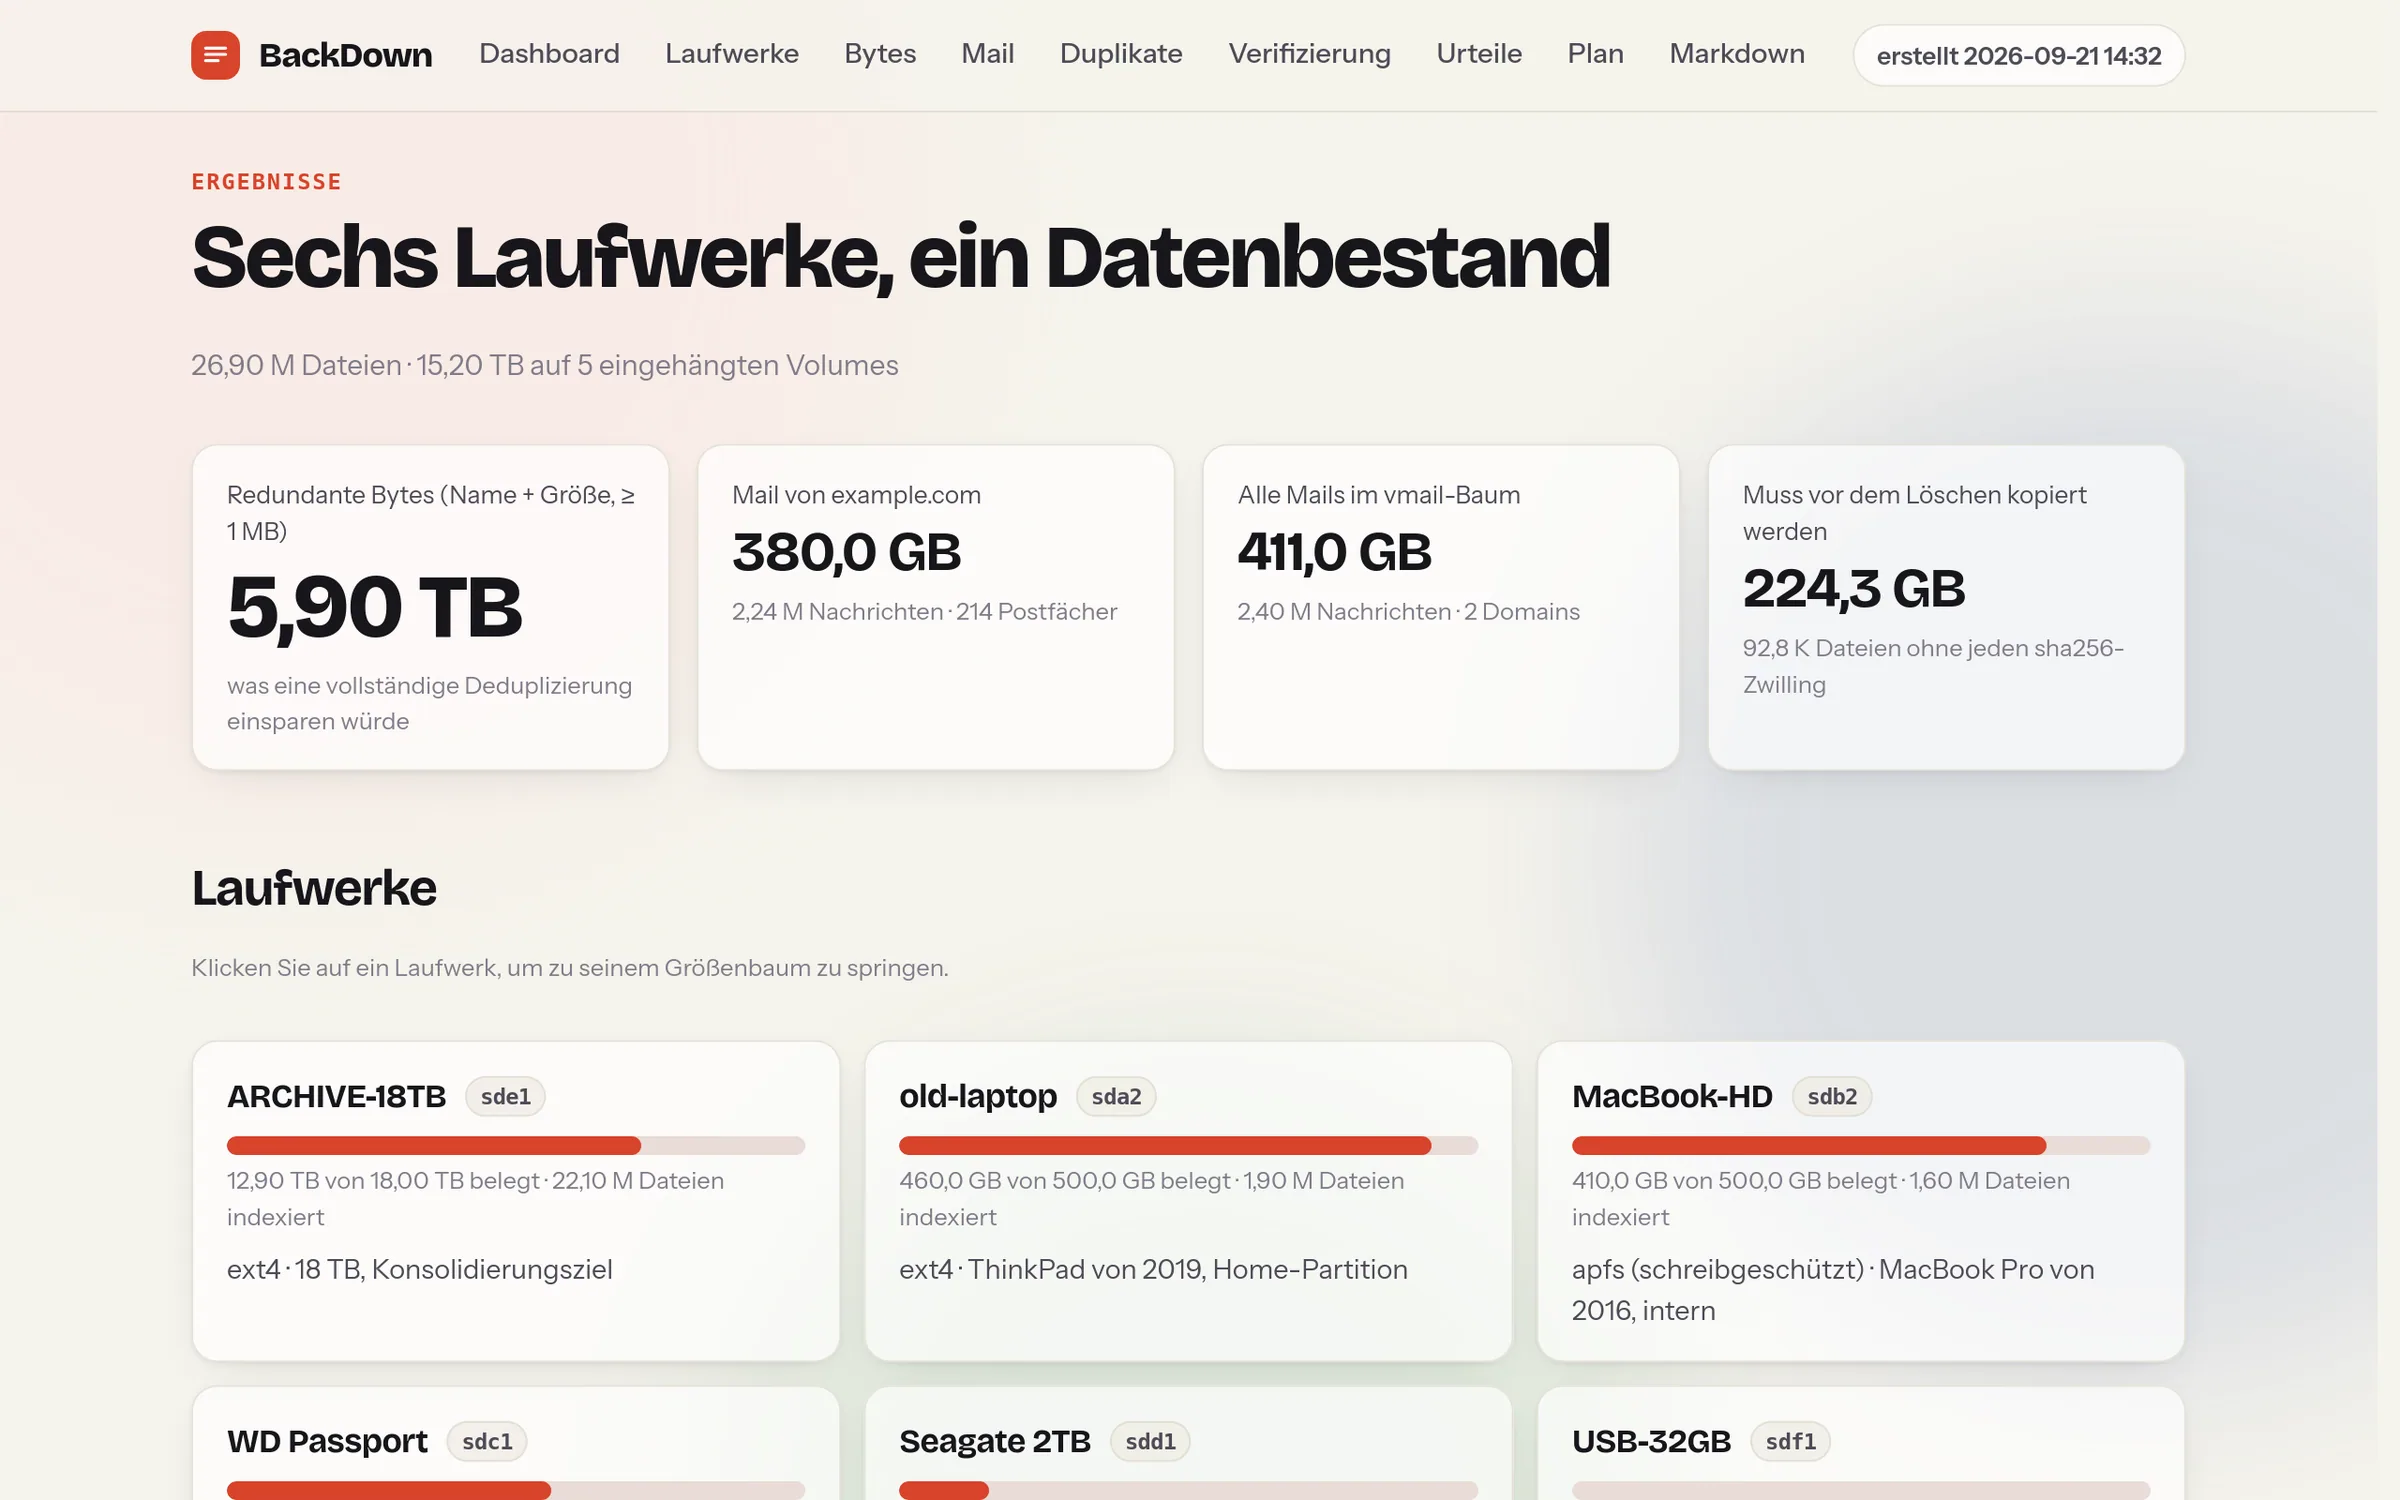 BackDown
Dashboard
Laufwerke
Bytes
Mail
Duplikate
Verifizierung
Urteile
Plan
Markdown
erstellt 2026-09-21 14:32
ERGEBNISSE
Sechs Laufwerke, ein Datenbestand
26,90 M Dateien · 15,20 TB auf 5 eingehängten Volumes
Redundante Bytes (Name + Größe, ≥
1 MB)
5,90 TB
was eine vollständige Deduplizierung
einsparen würde
Mail von example.com
380,0 GB
2,24 M Nachrichten · 214 Postfächer
Alle Mails im vmail-Baum
411,0 GB
2,40 M Nachrichten · 2 Domains
Muss vor dem Löschen kopiert
werden
224,3 GB
92,8 K Dateien ohne jeden sha256-
Zwilling
Laufwerke
Klicken Sie auf ein Laufwerk, um zu seinem Größenbaum zu springen.
ARCHIVE-18TB sde1
12,90 TB von 18,00 TB belegt · 22,10 M Dateien
indexiert
ext4 · 18 TB, Konsolidierungsziel
old-laptop sda2
460,0 GB von 500,0 GB belegt · 1,90 M Dateien
indexiert
ext4 · ThinkPad von 2019, Home-Partition
MacBook-HD sdb2
410,0 GB von 500,0 GB belegt · 1,60 M Dateien
indexiert
apfs (schreibgeschützt) · MacBook Pro von
2016, intern
WD Passport sdc1
Seagate 2TB sdd1
USB-32GB sdf1